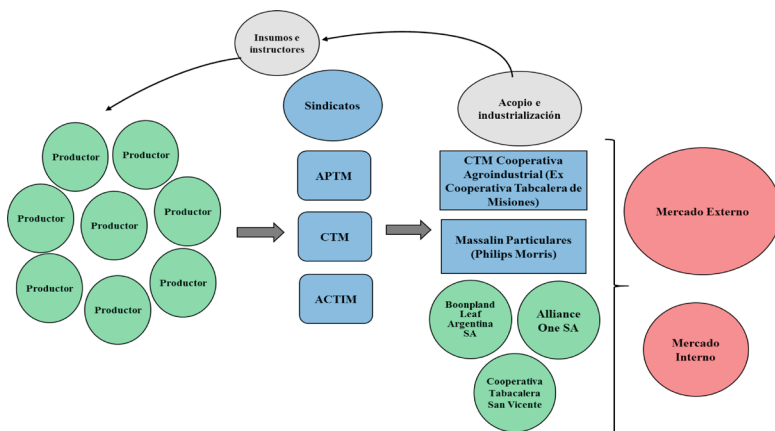 Insumos e
instructores
Sindicatos
Acopio e
industrialización
Productor
Productor
Productor
Productor
Productor
Productor
Productor
Productor
APTM
CTM
ACTIM
CTM Cooperativa
Agroindustrial (Ex
Cooperativa Tabcalera de
Misiones)
Massalin Particulares
(Philips Morris)
Boonpland
Leaf
Argentina
SA
Alliance
One SA
Cooperativa
Tabacalera
San Vicente
Mercado Externo
Mercado
Interno